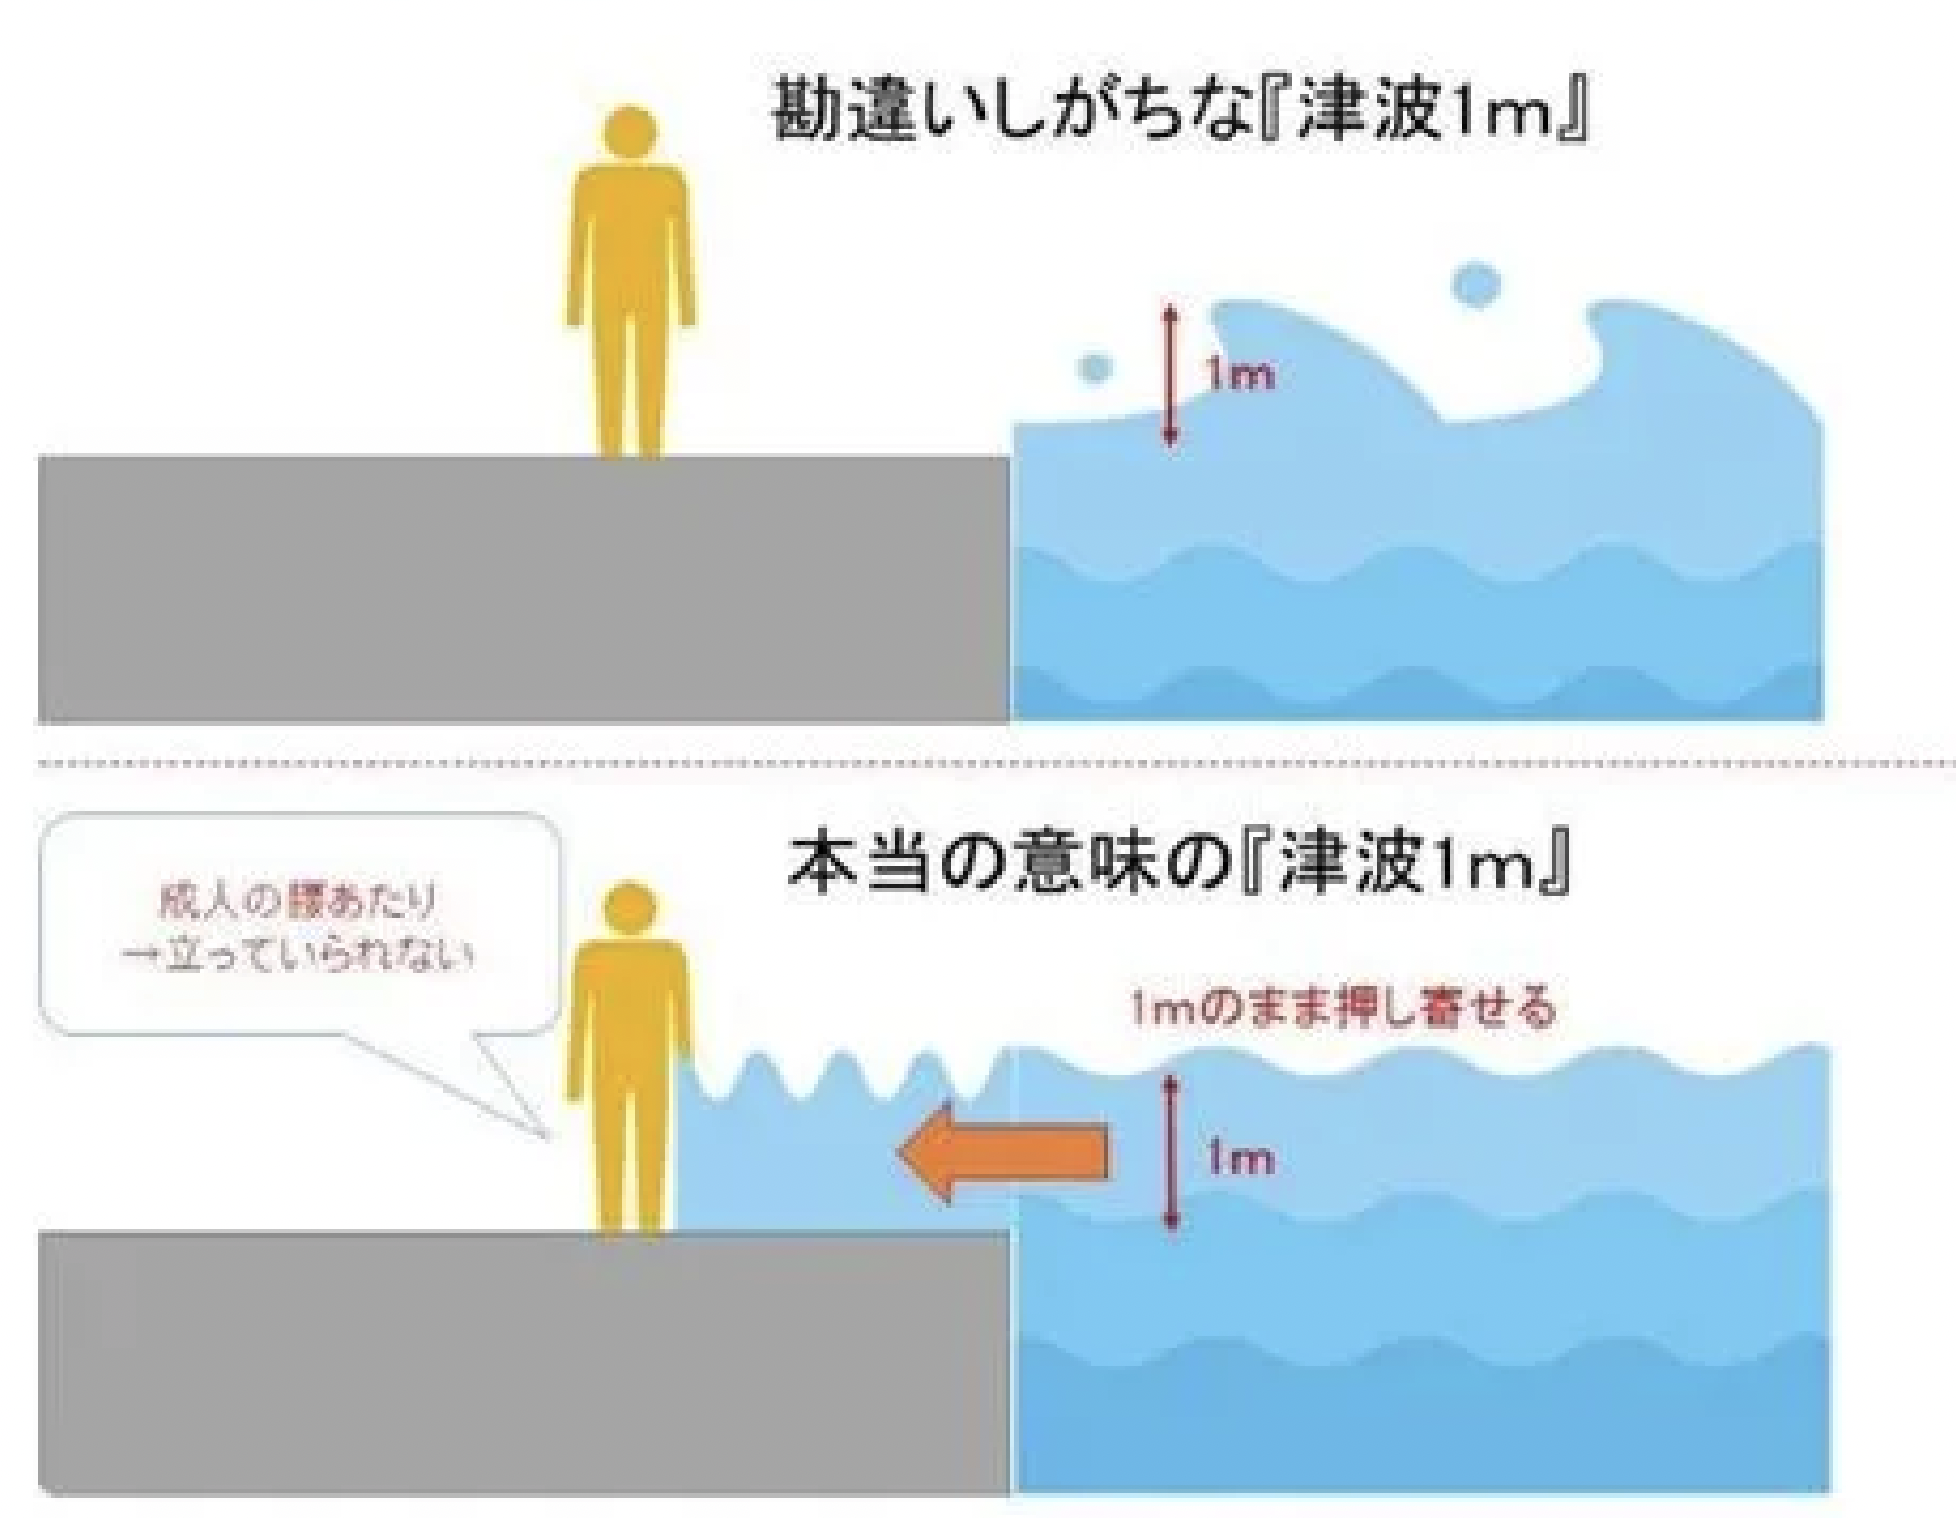 勘違いしがちな『津波1m』
1m
本当の意味の『津波1m』
成人の腰あたり
→立っていられない
1mのまま押し寄せる
1m